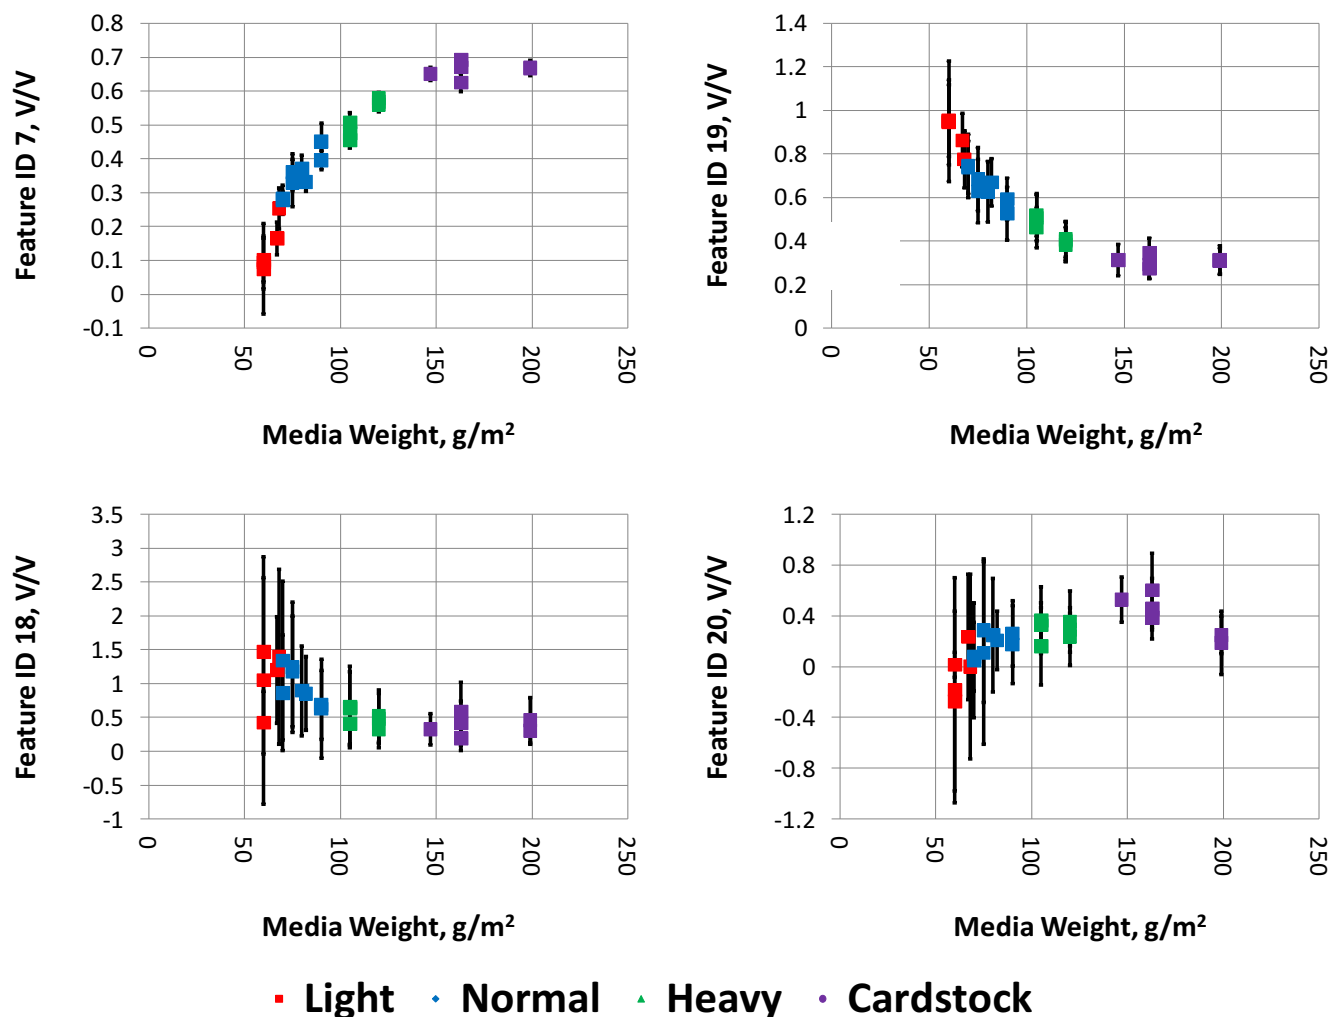 0.8
0.7
0.6
0.5
0.4
0.3
0.2
0.1
0
-0.1
Feature ID 7, V/V
0 50 100 150 200 250
Media Weight, g/m²
1.4
1.2
1
0.8
0.6
0.4
0.2
0
Feature ID 19, V/V
0 50 100 150 200 250
Media Weight, g/m²
3.5
3
2.5
2
1.5
1
0.5
0
-0.5
-1
Feature ID 18, V/V
0 50 100 150 200 250
Media Weight, g/m²
1.2
0.8
0.4
0
-0.4
-0.8
-1.2
Feature ID 20, V/V
0 50 100 150 200 250
Media Weight, g/m²
Light Normal Heavy Cardstock